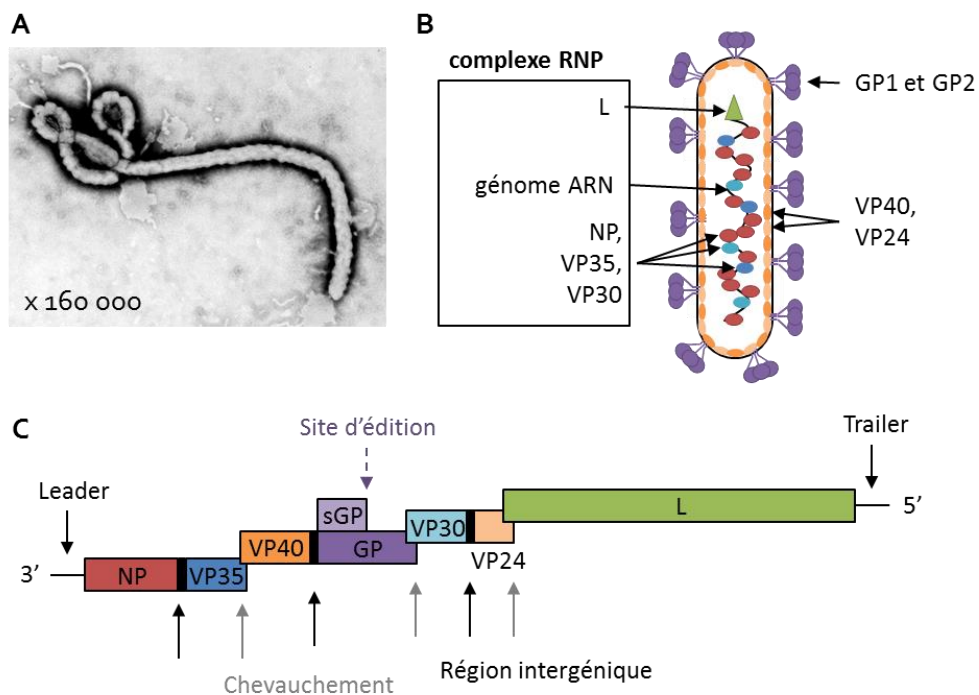 A
x 160 000
B
complexe RNP
L
génome ARN
NP,
VP35,
VP30
GP1 et GP2
VP40,
VP24
C
Site d'édition
Trailer
Leader
sGP
L
5'
VP30
VP40
GP
VP24
3'
NP
VP35
Chevauchement
Région intergénique